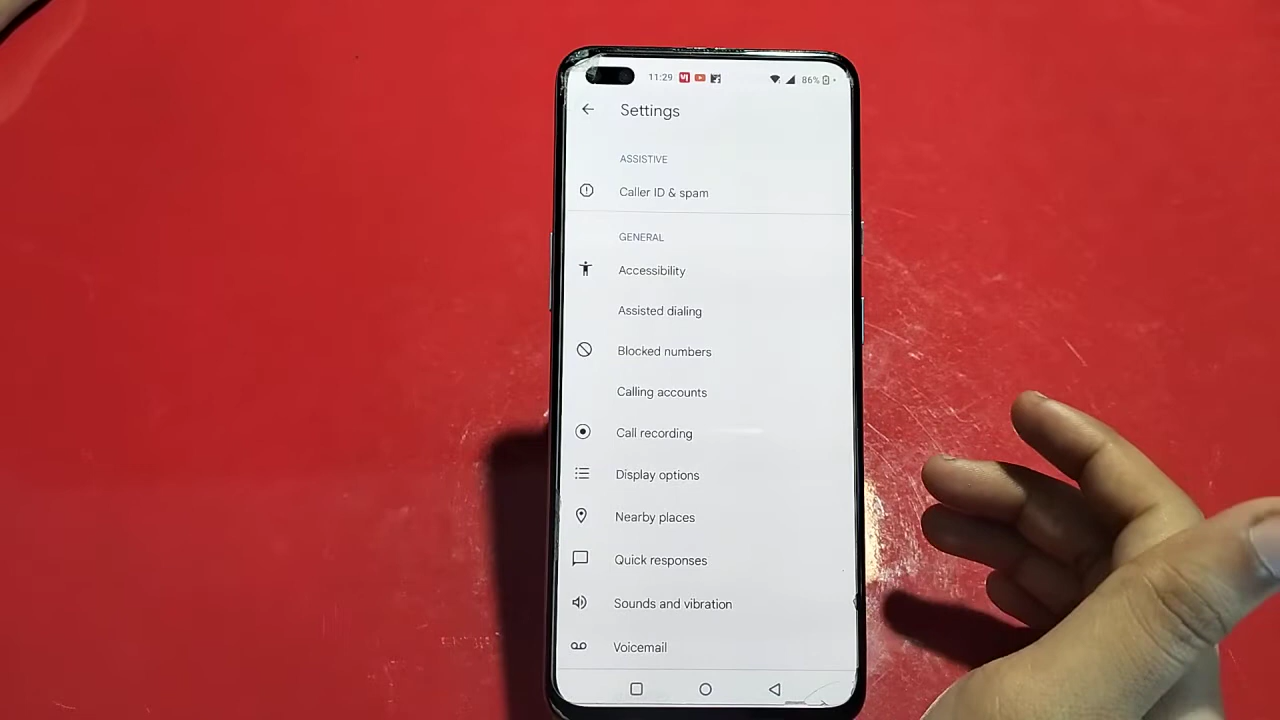 11:29 86%
Settings
ASSISTIVE
Caller ID & spam
GENERAL
Accessibility
Assisted dialing
Blocked numbers
Calling accounts
Call recording
Display options
Nearby places
Quick responses
Sounds and vibration
Voicemail